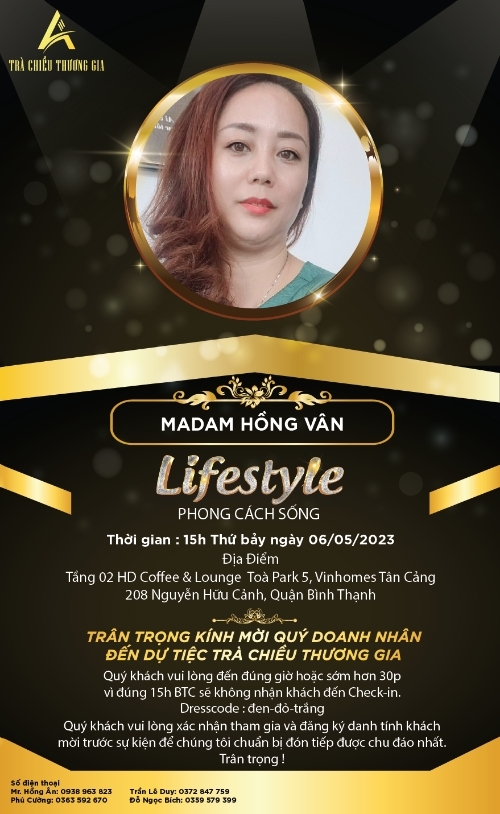 TRÀ CHIỀU THƯƠNG GIA
MADAM HỒNG VÂN
Lifestyle
PHONG CÁCH SỐNG
Thời gian : 15h Thứ bảy ngày 06/05/2023
Địa Điểm
Tầng 02 HD Coffee & Lounge Toà Park 5, Vinhomes Tân Cảng
208 Nguyễn Hữu Cảnh, Quận Bình Thạnh
TRÂN TRỌNG KÍNH MỜI QUÝ DOANH NHÂN
ĐẾN DỰ TIỆC TRÀ CHIỀU THƯƠNG GIA
Quý khách vui lòng đến đúng giờ hoặc sớm hơn 30p
vì đúng 15h BTC sẽ không nhận khách đến Check-in.
Dresscode : đen-đỏ-trắng
Quý khách vui lòng xác nhận tham gia và đăng ký danh tính khách
mời trước sự kiện để chúng tôi chuẩn bị đón tiếp được chu đáo nhất.
Trân trọng !
Số điện thoại
Mr. Hồng Ân: 0938 963 823 Trần Lê Duy: 0372 847 759
Phú Cường: 0363 592 670 Đỗ Ngọc Bích: 0359 579 399